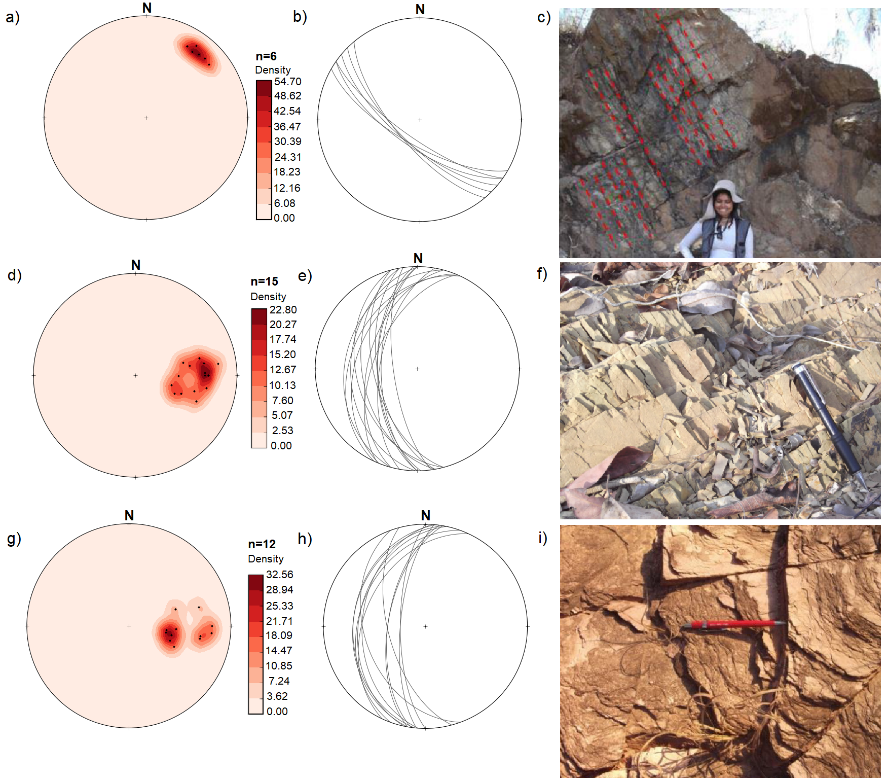 a)
N
n=6
Density
54.70
48.62
42.54
36.47
30.39
24.31
18.23
12.16
6.08
0.00
b)
N
c)
d)
N
n=15
Density
22.80
20.27
17.74
15.20
12.67
10.13
7.60
5.07
2.53
0.00
e)
N
f)
g)
N
n=12
Density
32.56
28.94
25.33
21.71
18.09
14.47
10.85
7.24
3.62
0.00
h)
N
i)